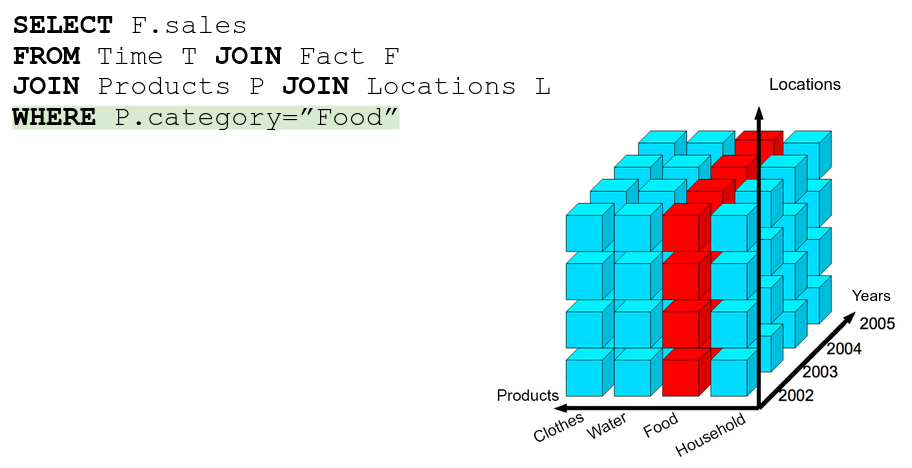 SELECT F.sales
FROM Time T JOIN Fact F
JOIN Products P JOIN Locations L
WHERE P.category=”Food”
Locations
Years
2005
2004
2003
2002
Products
Clothes
Water
Food
Household